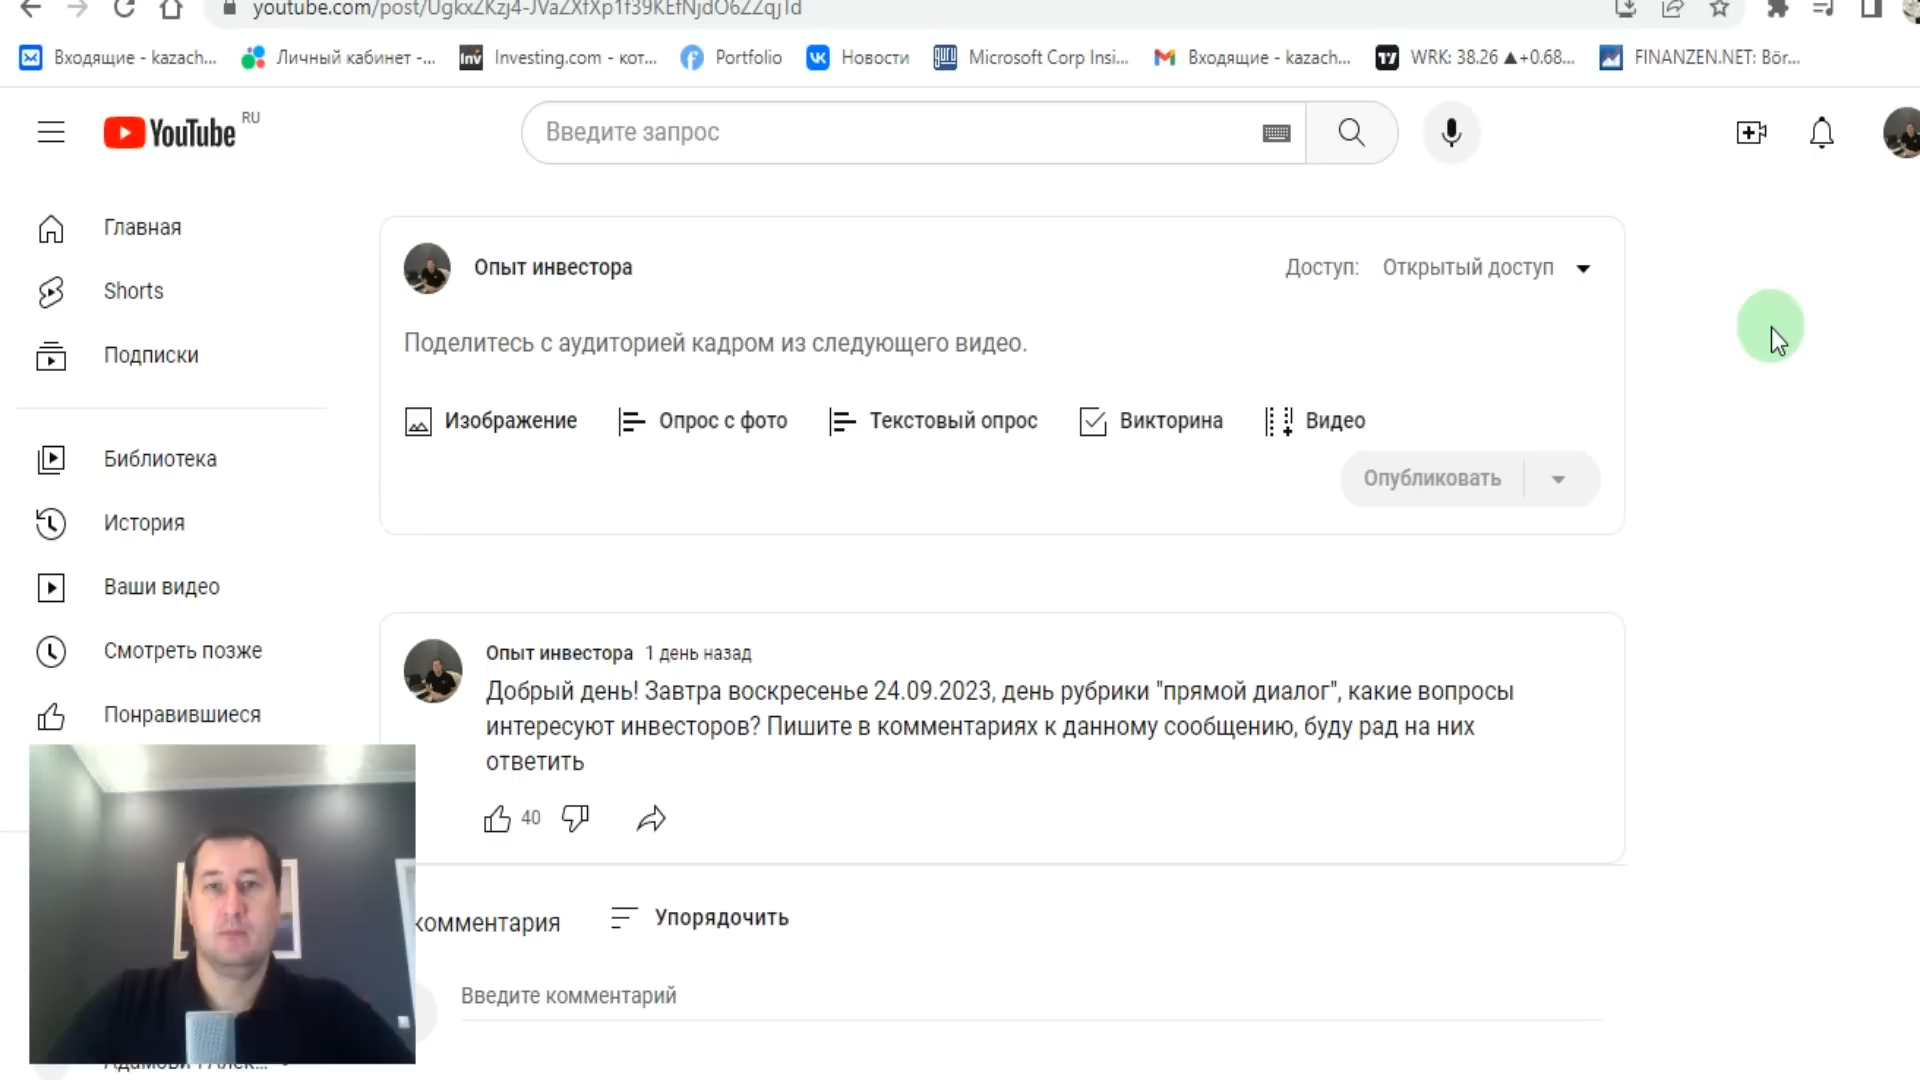 youtube.com/post/UgkxZKzj4-JVaZXfXp1f39KEfNjdO6ZZqjTd
Входящие - kazach...
Личный кабинет -...
Investing.com - кот...
Portfolio
Новости
Microsoft Corp Insi...
Входящие - kazach...
WRK: 38.26 ▲+0.68...
FINANZEN.NET: Bör...
YouTube RU
Введите запрос
Главная
Shorts
Подписки
Библиотека
История
Ваши видео
Смотреть позже
Понравившиеся
Опыт инвестора
Доступ: Открытый доступ
Поделитесь с аудиторией кадром из следующего видео.
Изображение
Опрос с фото
Текстовый опрос
Викторина
Видео
Опубликовать
Опыт инвестора 1 день назад
Добрый день! Завтра воскресенье 24.09.2023, день рубрики "прямой диалог", какие вопросы
интересуют инвесторов? Пишите в комментариях к данному сообщению, буду рад на них
ответить
40
комментария
Упорядочить
Введите комментарий